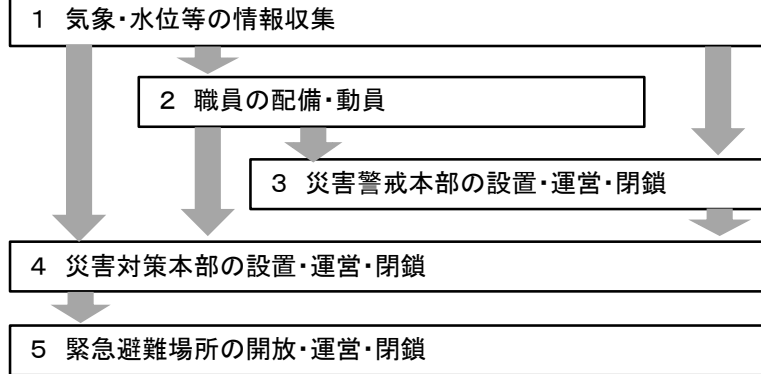 １ 気象・水位等の情報収集
２ 職員の配備・動員
３ 災害警戒本部の設置・運営・閉鎖
４ 災害対策本部の設置・運営・閉鎖
５ 緊急避難場所の開放・運営・閉鎖